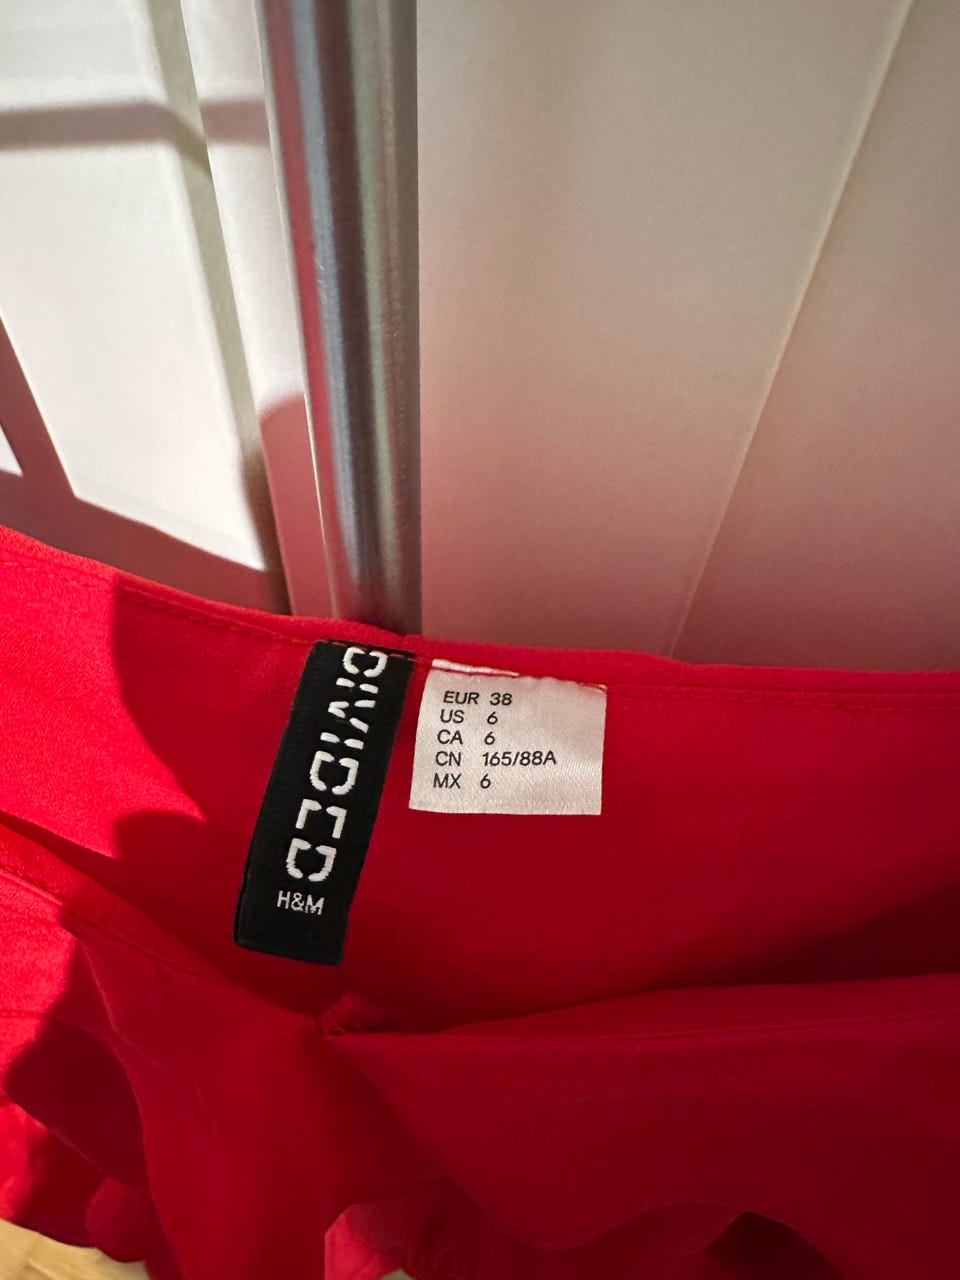 DIVIDED
H&M
EUR 38
US 6
CA 6
CN 165/88A
MX 6